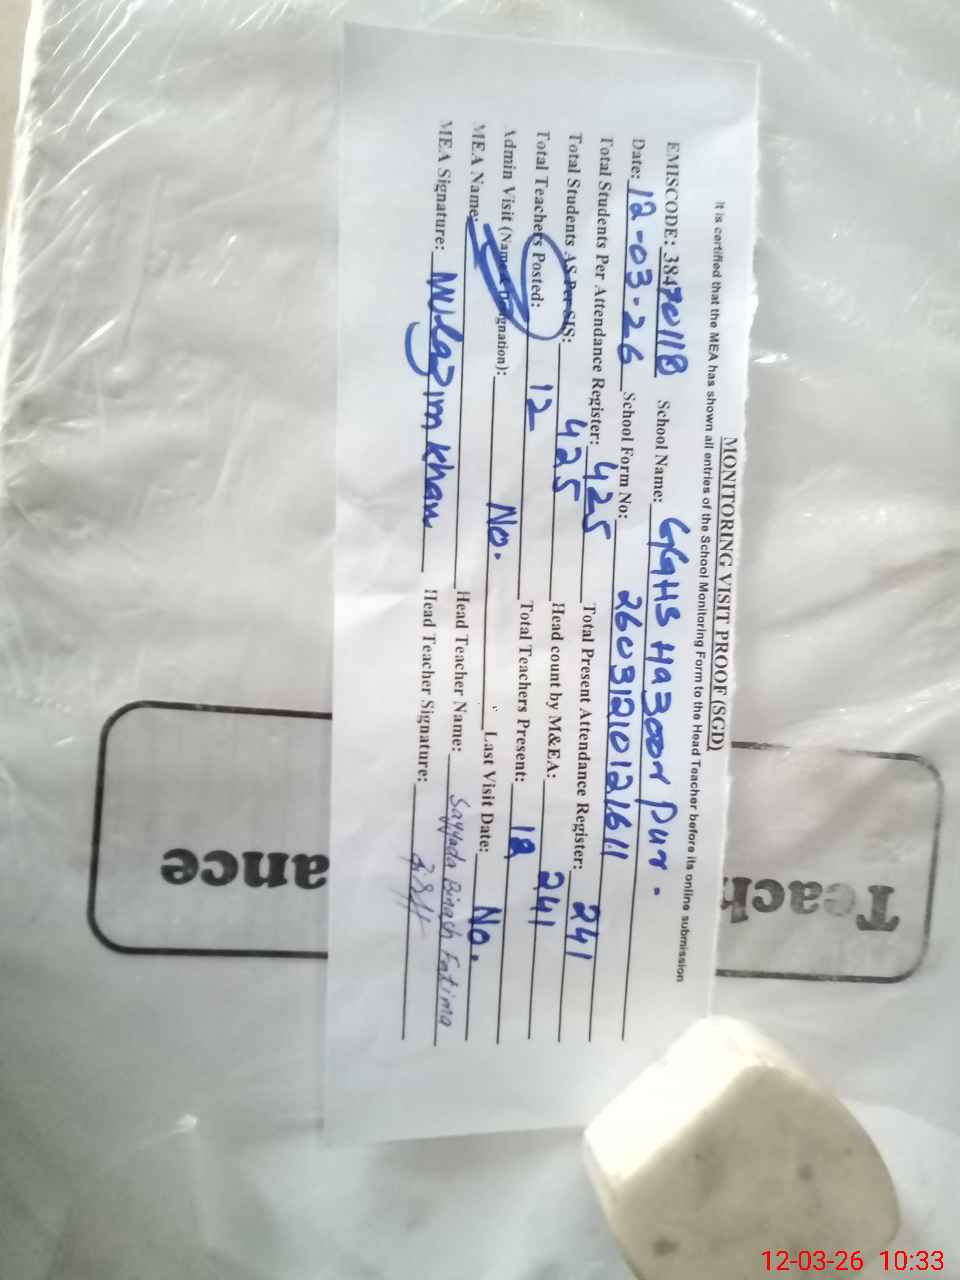 MONITORING VISIT PROOF (SGD)
It is certified that the MEA has shown all entries of the School Monitoring Form to the Head Teacher before its online submission
EMISCODE: 38470118 School Name: GGHS Hazoor Pur.
Date: 12-03-26 School Form No: 26031210121611
Total Students Per Attendance Register: 425 Total Present Attendance Register: 241
Total Students AS Per SIS: 425 Head count by M&EA: 241
Total Teachers Posted: 12 Total Teachers Present: 12
Admin Visit (Name & Designation): No. Last Visit Date: No.
MEA Name: Head Teacher Name: Sayyada Binash Fatima
MEA Signature: Mulazim Khan Head Teacher Signature:
Teach
ance
12-03-26 10:33